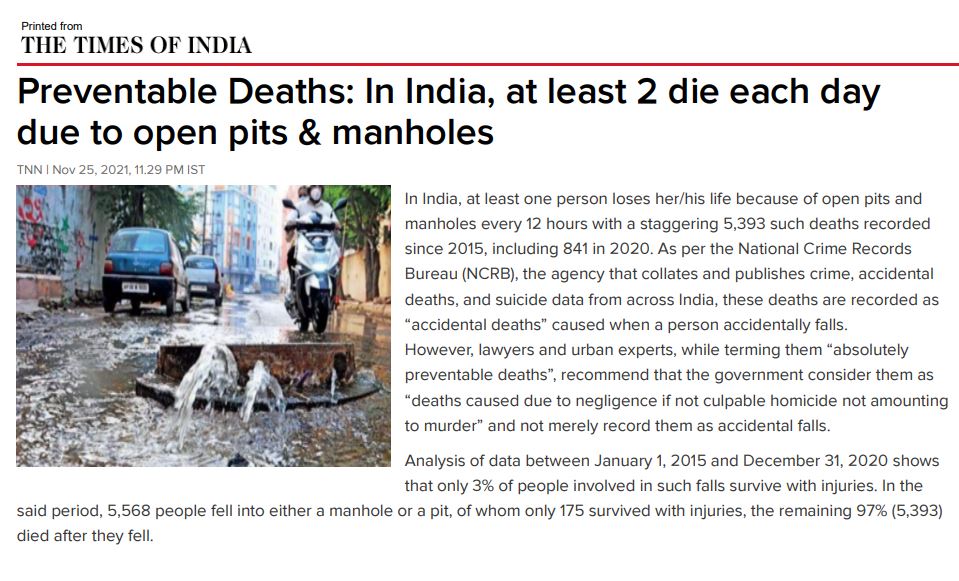 Printed from
THE TIMES OF INDIA
Preventable Deaths: In India, at least 2 die each day
due to open pits & manholes
TNN | Nov 25, 2021, 11.29 PM IST
In India, at least one person loses her/his life because of open pits and
manholes every 12 hours with a staggering 5,393 such deaths recorded
since 2015, including 841 in 2020. As per the National Crime Records
Bureau (NCRB), the agency that collates and publishes crime, accidental
deaths, and suicide data from across India, these deaths are recorded as
“accidental deaths” caused when a person accidentally falls.
However, lawyers and urban experts, while terming them “absolutely
preventable deaths”, recommend that the government consider them as
“deaths caused due to negligence if not culpable homicide not amounting
to murder” and not merely record them as accidental falls.
Analysis of data between January 1, 2015 and December 31, 2020 shows
that only 3% of people involved in such falls survive with injuries. In the
said period, 5,568 people fell into either a manhole or a pit, of whom only 175 survived with injuries, the remaining 97% (5,393)
died after they fell.